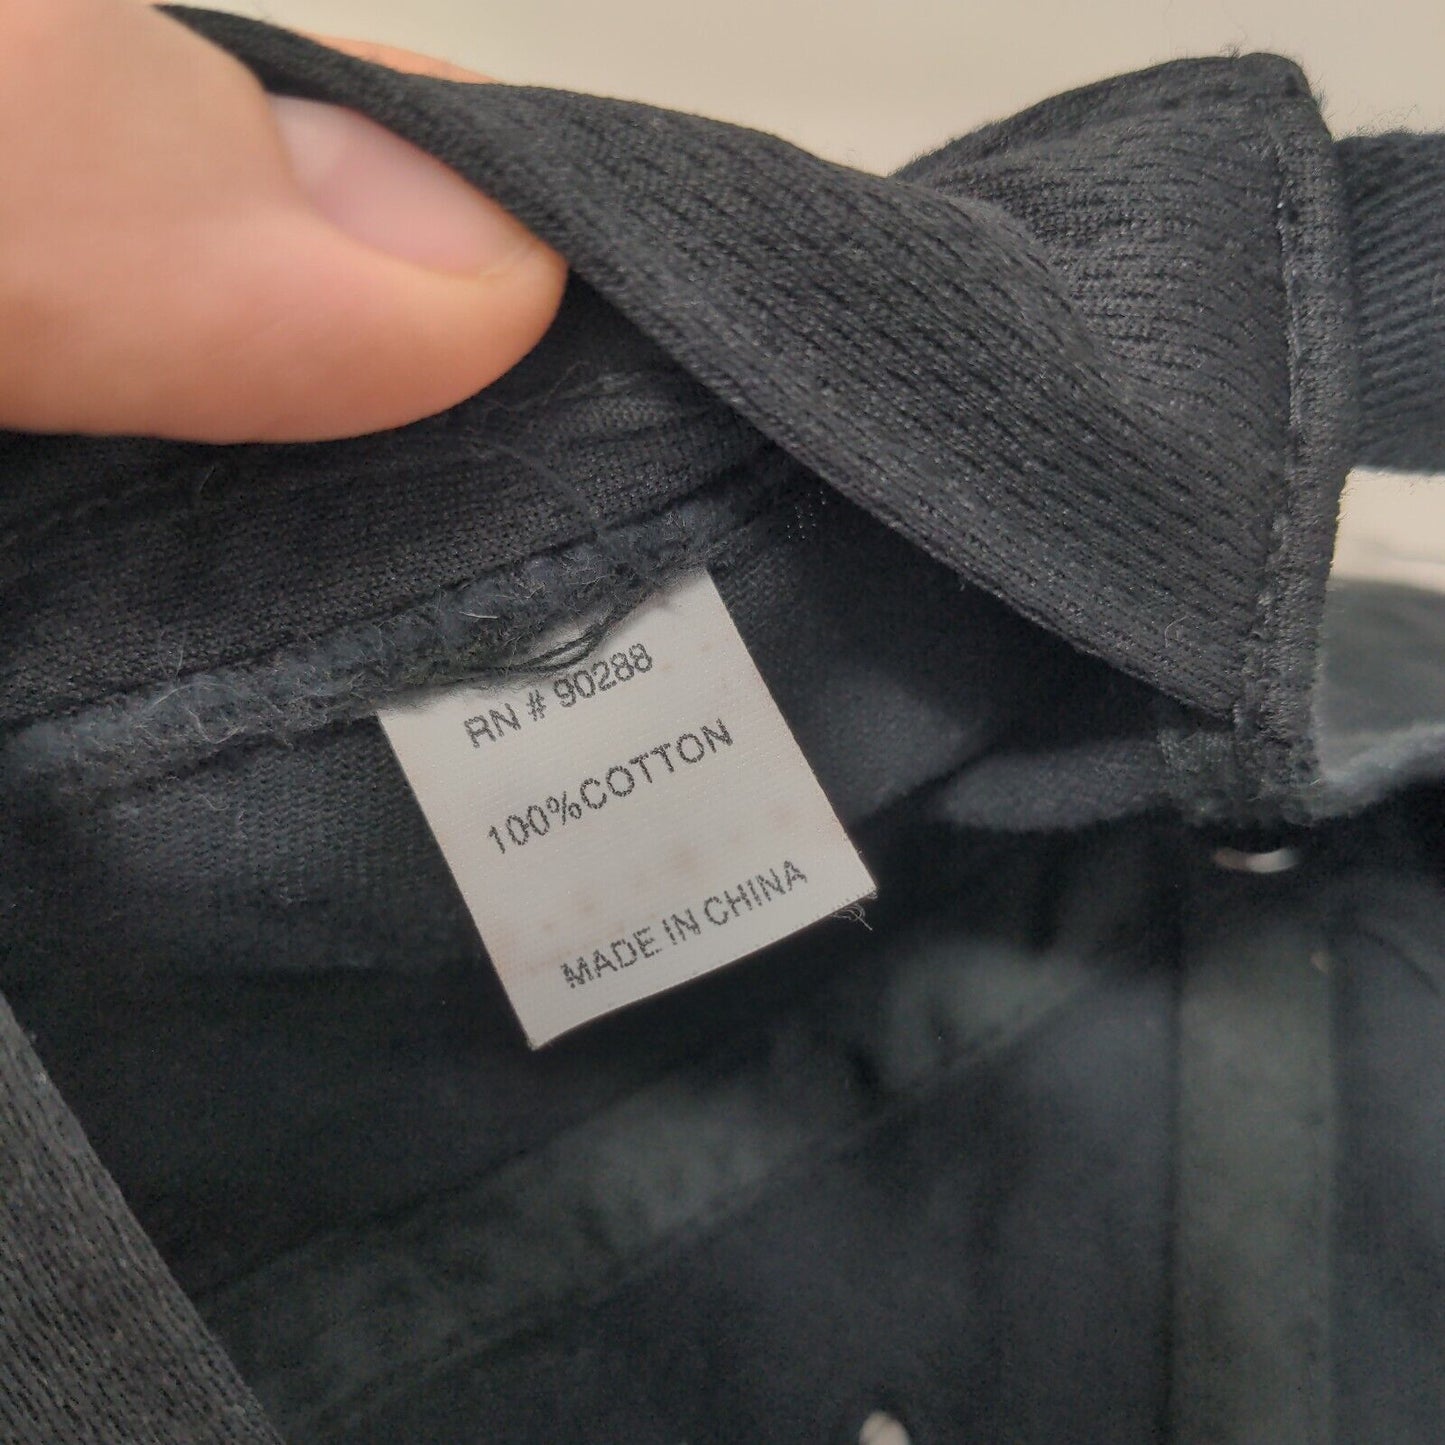 RN # 90288
100%COTTON
MADE IN CHINA